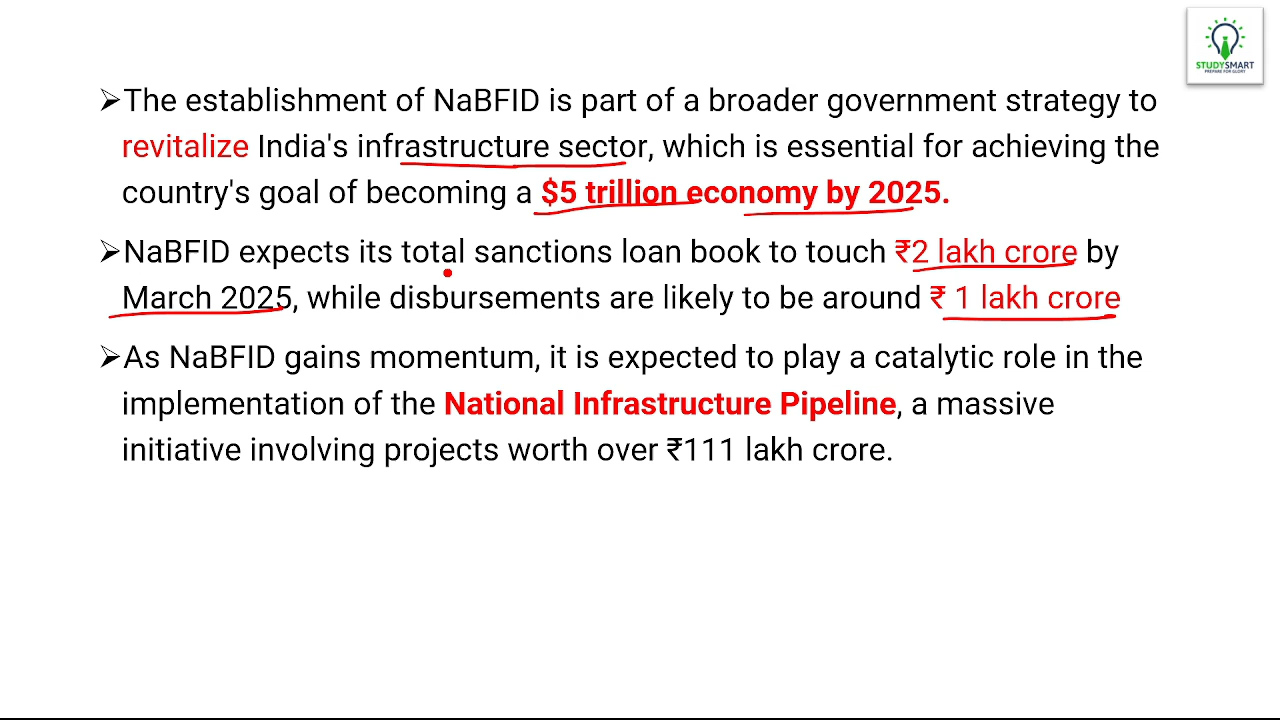 STUDYSMART
PREPARE FOR GLORY
➢The establishment of NaBFID is part of a broader government strategy to
revitalize India's infrastructure sector, which is essential for achieving the
country's goal of becoming a $5 trillion economy by 2025.
➢NaBFID expects its total sanctions loan book to touch ₹2 lakh crore by
March 2025, while disbursements are likely to be around ₹ 1 lakh crore
➢As NaBFID gains momentum, it is expected to play a catalytic role in the
implementation of the National Infrastructure Pipeline, a massive
initiative involving projects worth over ₹111 lakh crore.